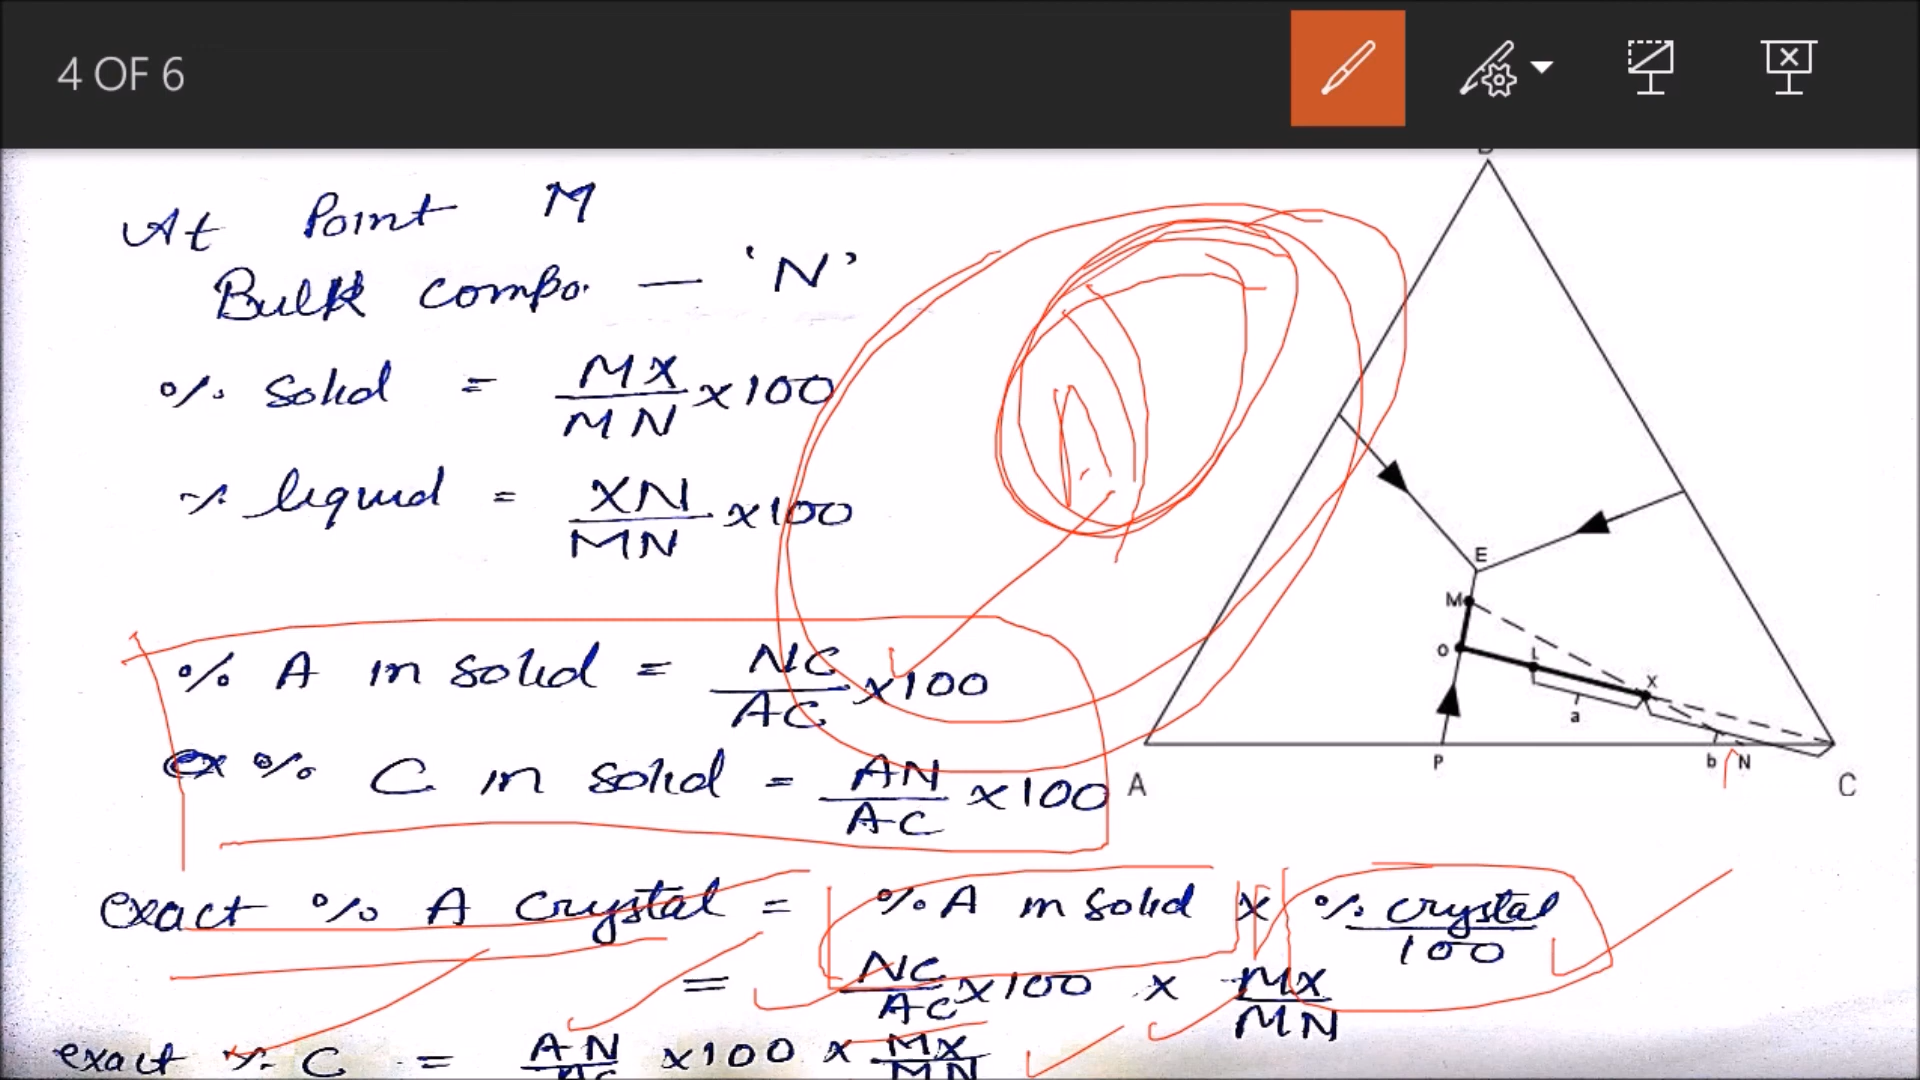 4 OF 6
At Point M
Bulk compo. — 'N'
% solid = MX/MN x100
% liquid = XN/MN x100
% A in solid = NC/AC x100
% C in solid = AN/AC x100
exact % A crystal = % A in solid x % crystal/100
= NC/AC x100 x MX/MN
exact % C = AN/AC x100 x MX/MN
E
M
O
L
X
a
P
b
N
A
C